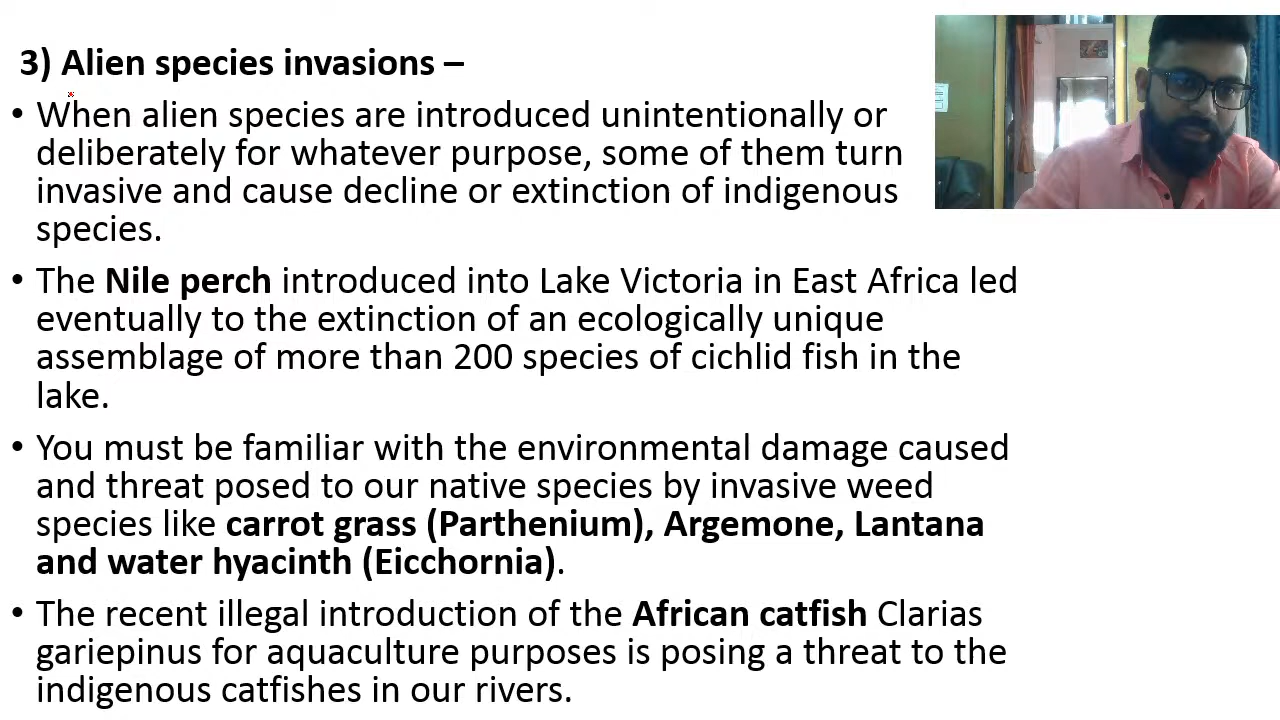 3) Alien species invasions –
• When alien species are introduced unintentionally or
deliberately for whatever purpose, some of them turn
invasive and cause decline or extinction of indigenous
species.
• The Nile perch introduced into Lake Victoria in East Africa led
eventually to the extinction of an ecologically unique
assemblage of more than 200 species of cichlid fish in the
lake.
• You must be familiar with the environmental damage caused
and threat posed to our native species by invasive weed
species like carrot grass (Parthenium), Argemone, Lantana
and water hyacinth (Eicchornia).
• The recent illegal introduction of the African catfish Clarias
gariepinus for aquaculture purposes is posing a threat to the
indigenous catfishes in our rivers.